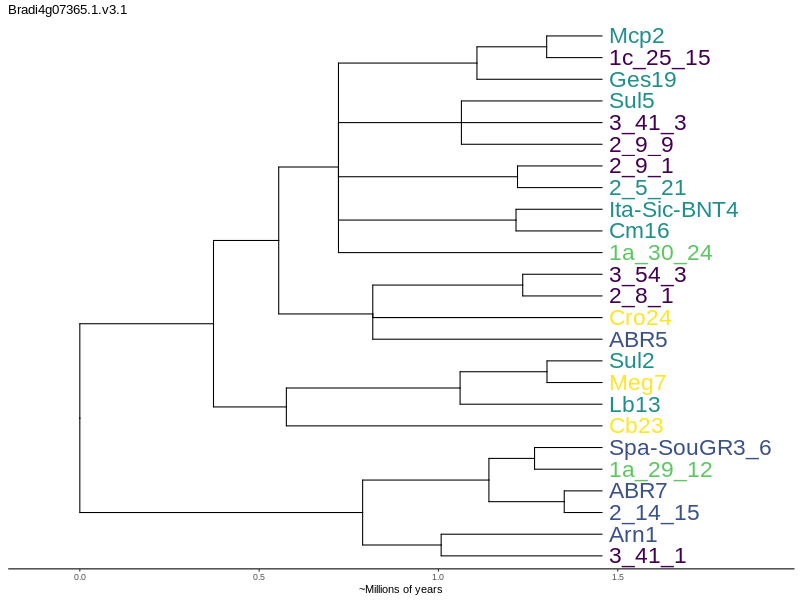 Bradi4g07365.1.v3.1
Mcp2
1c_25_15
Ges19
Sul5
3_41_3
2_9_9
2_9_1
2_5_21
Ita-Sic-BNT4
Cm16
1a_30_24
3_54_3
2_8_1
Cro24
ABR5
Sul2
Meg7
Lb13
Cb23
Spa-SouGR3_6
1a_29_12
ABR7
2_14_15
Arn1
3_41_1
0.0 0.5 1.0 1.5
~Millions of years